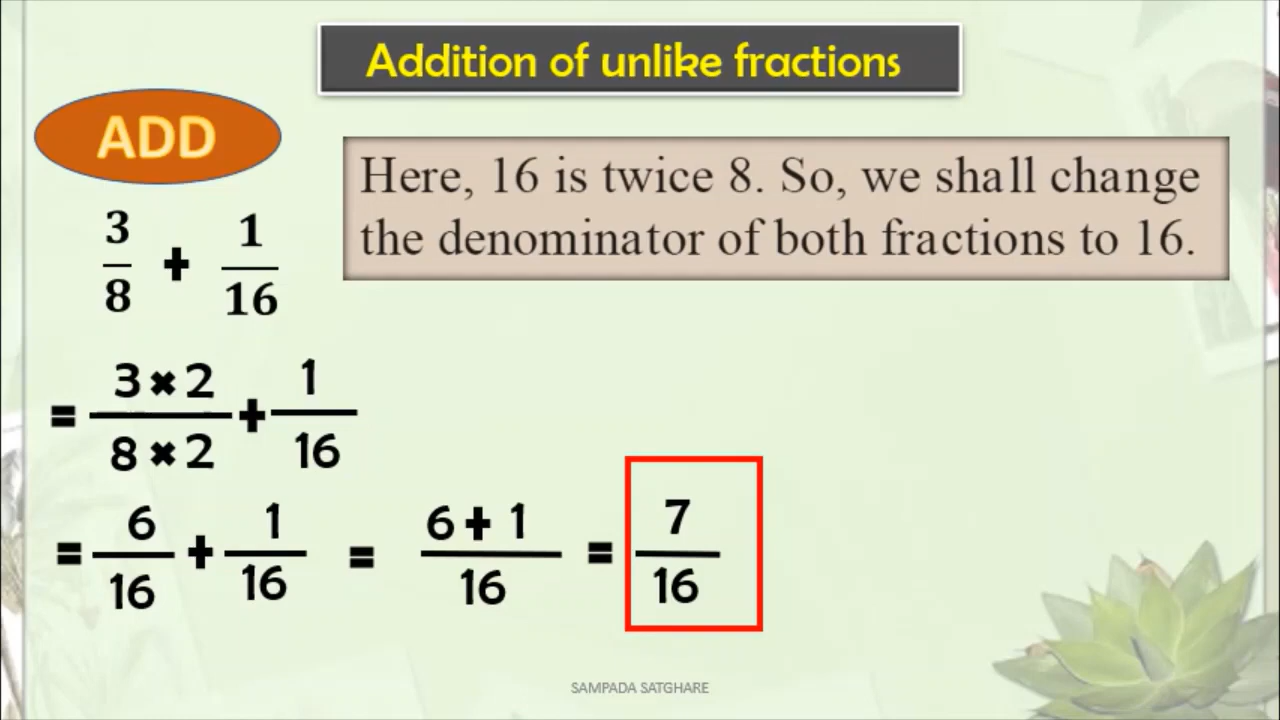 Addition of unlike fractions
ADD
Here, 16 is twice 8. So, we shall change
the denominator of both fractions to 16.
3/8 + 1/16
= 3 × 2/8 × 2 + 1/16
= 6/16 + 1/16 = 6 + 1/16 = 7/16
SAMPADA SATGHARE